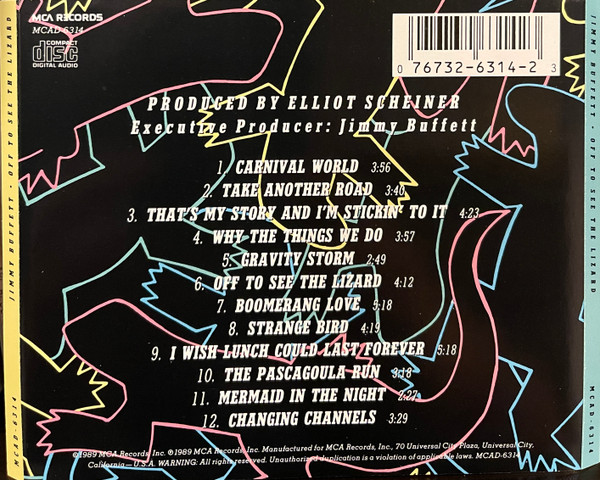 MCA RECORDS
MCAD-6314
COMPACT
disc
DIGITAL AUDIO
0 76732-6314-2 3
PRODUCED BY ELLIOT SCHEINER
Executive Producer: Jimmy Buffett
1. CARNIVAL WORLD 3:56
2. TAKE ANOTHER ROAD 3:40
3. THAT'S MY STORY AND I'M STICKIN' TO IT 4:23
4. WHY THE THINGS WE DO 3:57
5. GRAVITY STORM 2:49
6. OFF TO SEE THE LIZARD 4:12
7. BOOMERANG LOVE 5:18
8. STRANGE BIRD 4:19
9. I WISH LUNCH COULD LAST FOREVER 5:18
10. THE PASCAGOULA RUN 3:18
11. MERMAID IN THE NIGHT 2:27
12. CHANGING CHANNELS 3:29
©1989 MCA Records, Inc. ℗1989 MCA Records, Inc. Manufactured for MCA Records, Inc., 70 Universal City Plaza, Universal City,
California — U.S.A. WARNING: All rights reserved. Unauthorized duplication is a violation of applicable laws. MCAD-6314
JIMMY BUFFETT · OFF TO SEE THE LIZARD
MCAD-6314
JIMMY BUFFETT · OFF TO SEE THE LIZARD
MCAD-6314